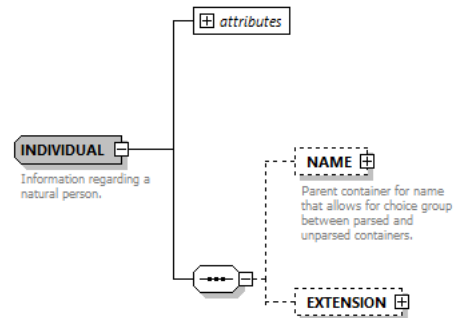 attributes
INDIVIDUAL
Information regarding a
natural person.
NAME
Parent container for name
that allows for choice group
between parsed and
unparsed containers.
EXTENSION